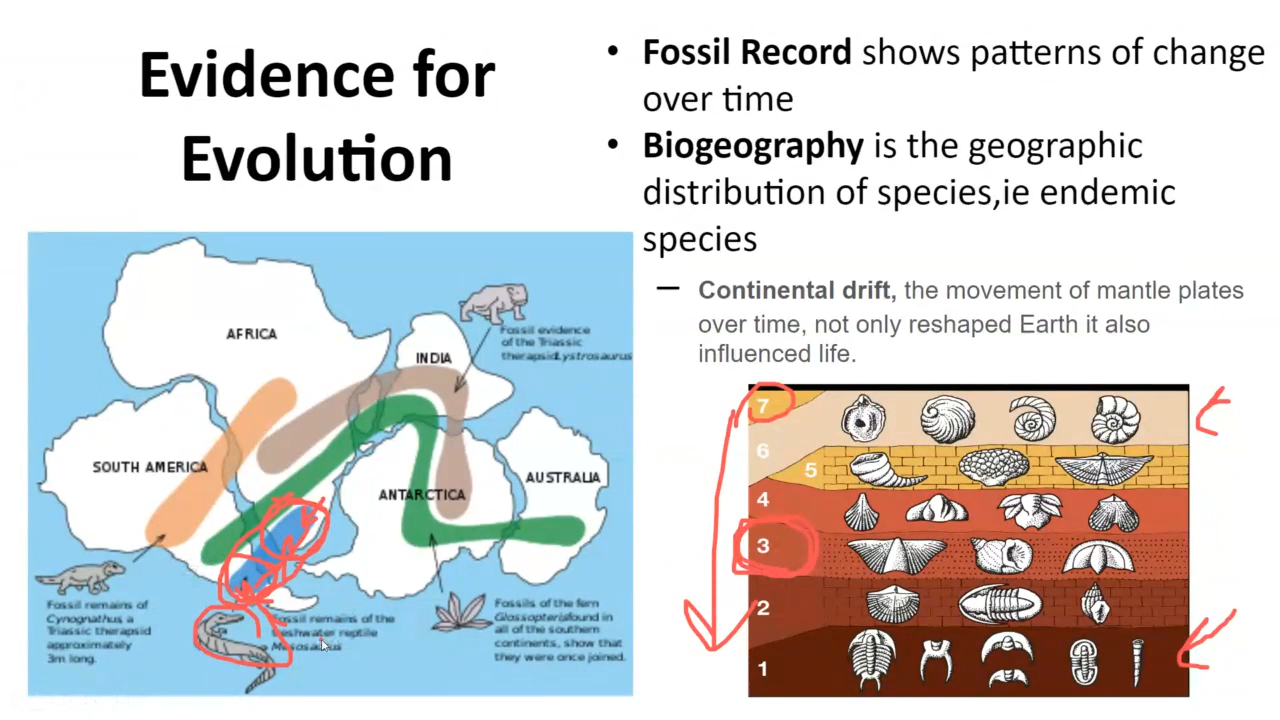 Evidence for
Evolution
• Fossil Record shows patterns of change
over time
• Biogeography is the geographic
distribution of species,ie endemic
species
– Continental drift, the movement of mantle plates
over time, not only reshaped Earth it also
influenced life.
AFRICA
INDIA
SOUTH AMERICA
ANTARCTICA
AUSTRALIA
Fossil evidence
of the Triassic
therapsidLystrosaurus
Fossil remains of
Cynognathus, a
Triassic therapsid
approximately
3m long.
Fossil remains of the
freshwater reptile
Mesosaurus
Fossils of the fern
Glossopterisfound in
all of the southern
continents, show that
they were once joined.
7
6
5
4
3
2
1